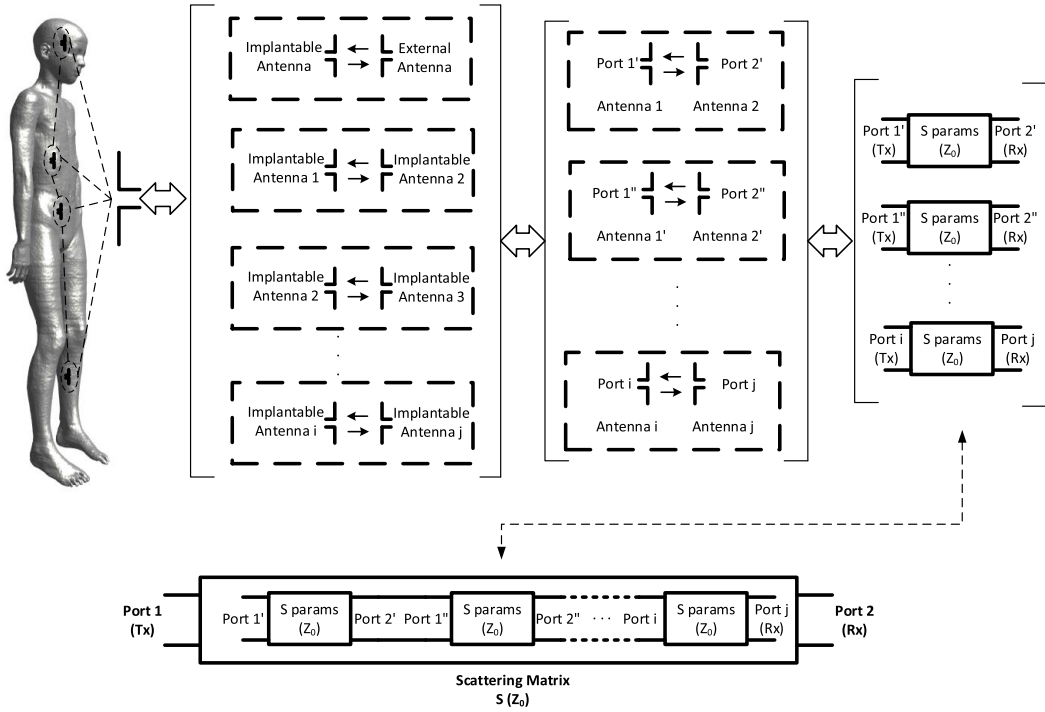 Implantable
Antenna
External
Antenna
Implantable
Antenna 1
Implantable
Antenna 2
Implantable
Antenna 2
Implantable
Antenna 3
Implantable
Antenna i
Implantable
Antenna j
Port 1'
Port 2'
Antenna 1
Antenna 2
Port 1"
Port 2"
Antenna 1'
Antenna 2'
Port i
Port j
Antenna i
Antenna j
Port 1'
(Tx)
S params
(Z₀)
Port 2'
(Rx)
Port 1"
(Tx)
S params
(Z₀)
Port 2"
(Rx)
Port i
(Tx)
S params
(Z₀)
Port j
(Rx)
Port 1
(Tx)
Port 1'
S params
(Z₀)
Port 2'
Port 1"
S params
(Z₀)
Port 2"
...
Port i
S params
(Z₀)
Port j
(Rx)
Port 2
(Rx)
Scattering Matrix
S (Z₀)